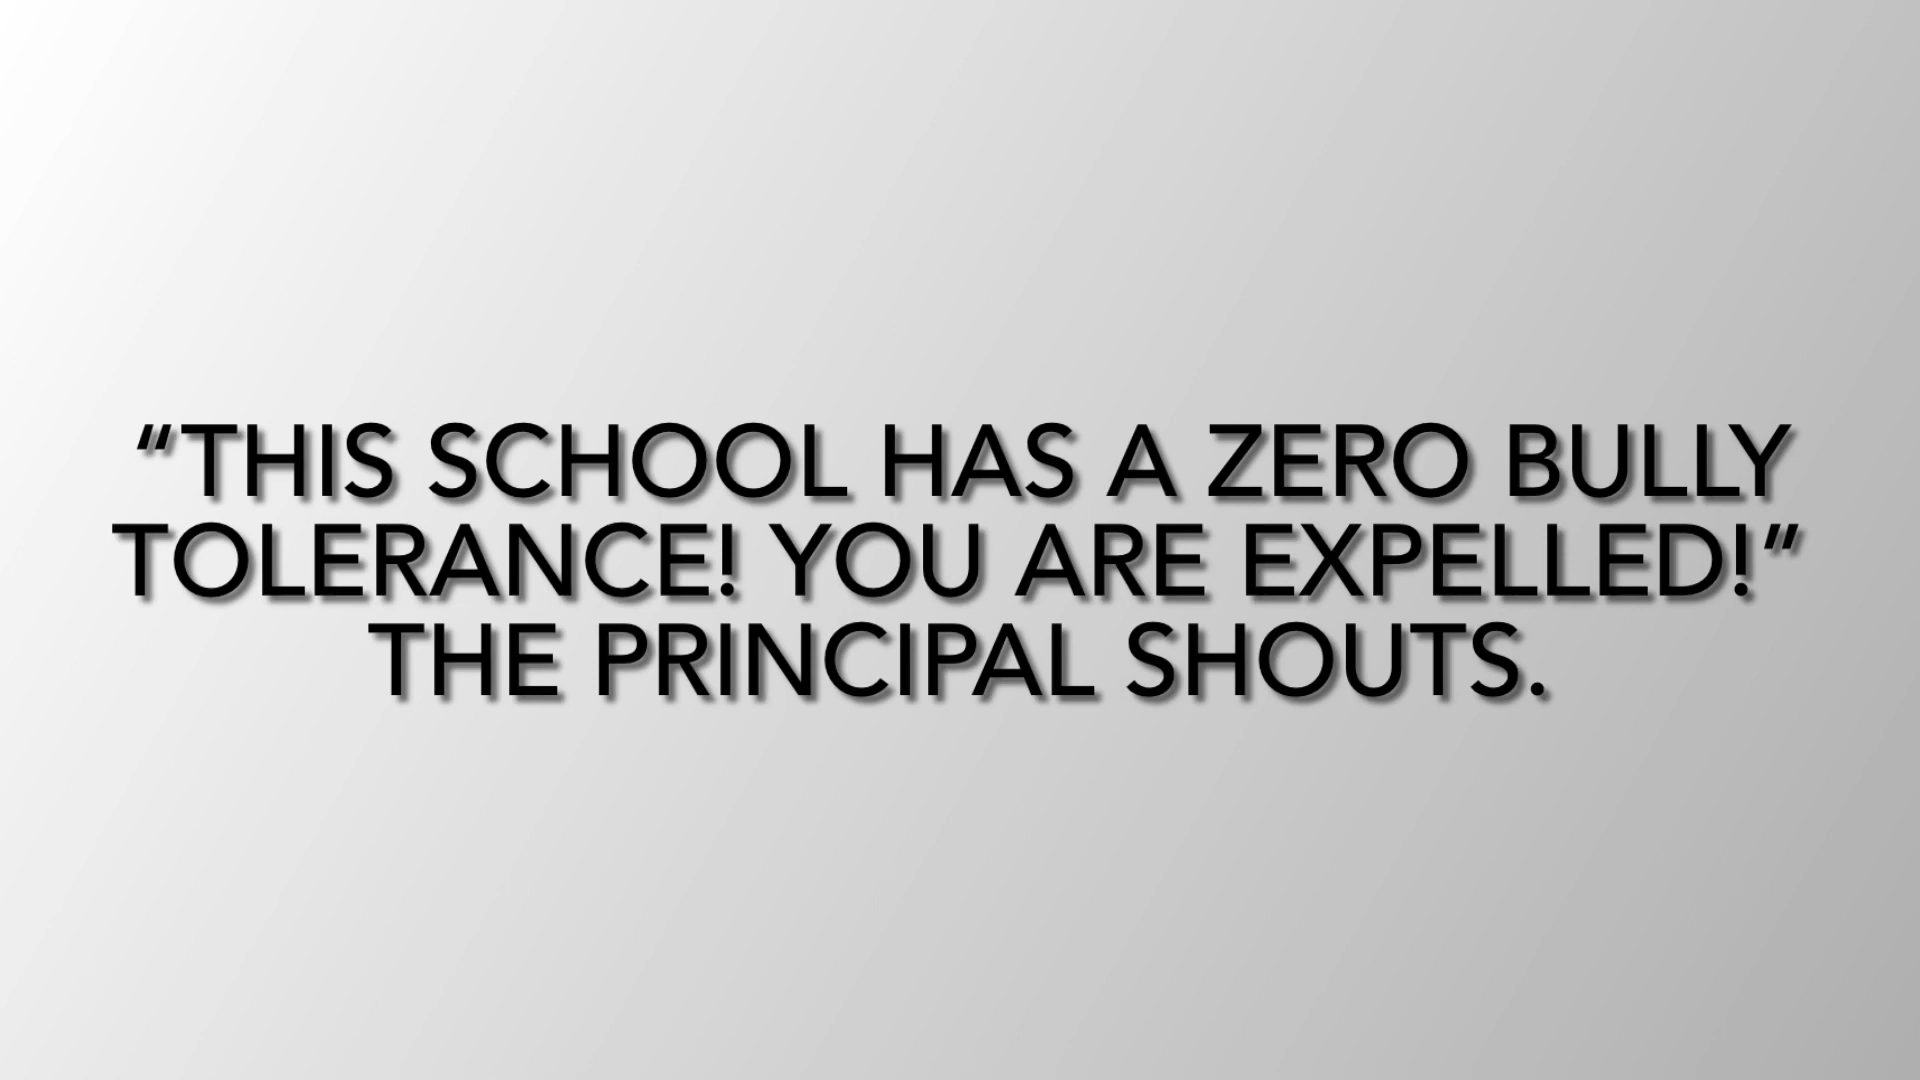 “THIS SCHOOL HAS A ZERO BULLY
TOLERANCE! YOU ARE EXPELLED!”
THE PRINCIPAL SHOUTS.